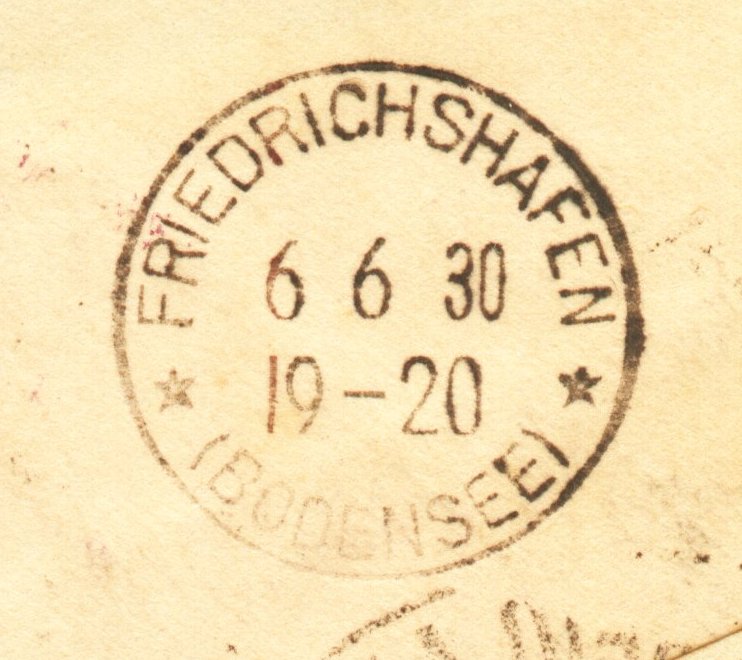 FRIEDRICHSHAFEN
6 6 30
19-20
(BODENSEE)